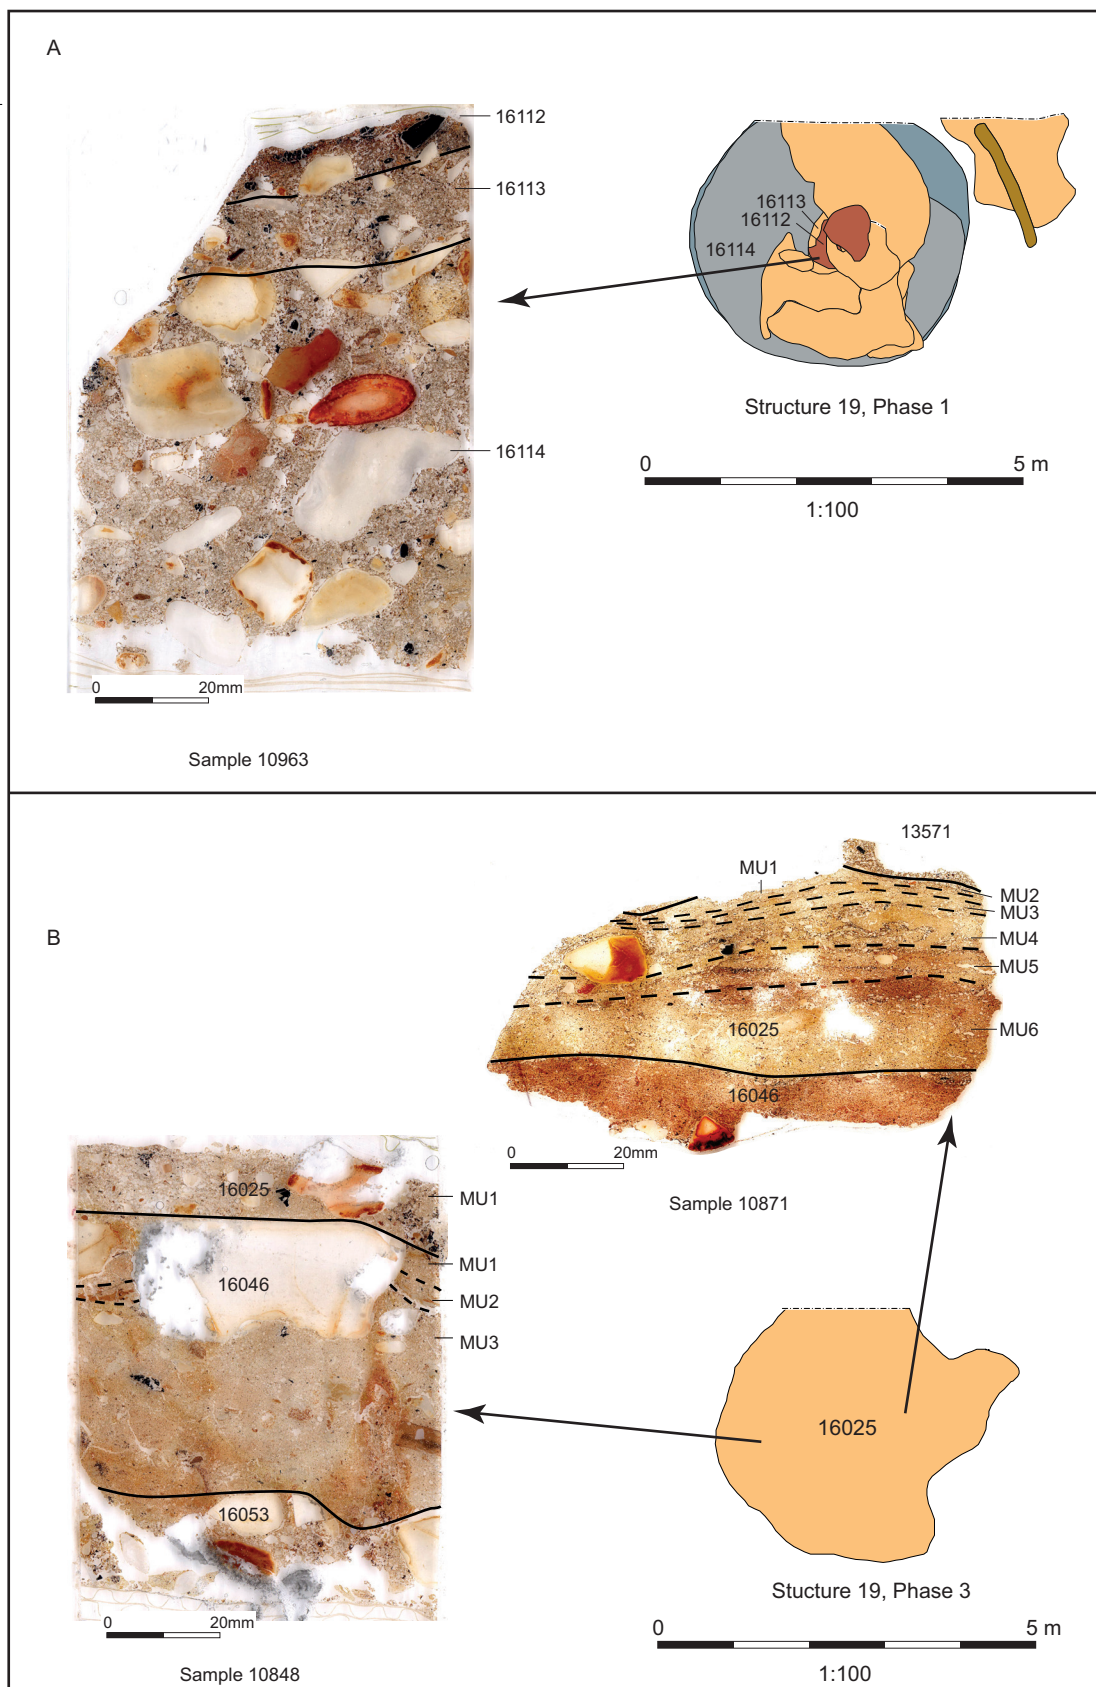 A
16112
16113
16114
0 20mm
Sample 10963
16113
16112
16114
Structure 19, Phase 1
0 5 m
1:100
B
13571
MU1
MU2
MU3
MU4
MU5
16025
MU6
16046
0 20mm
Sample 10871
16025
MU1
MU1
16046
MU2
MU3
16053
0 20mm
Sample 10848
16025
Stucture 19, Phase 3
0 5 m
1:100